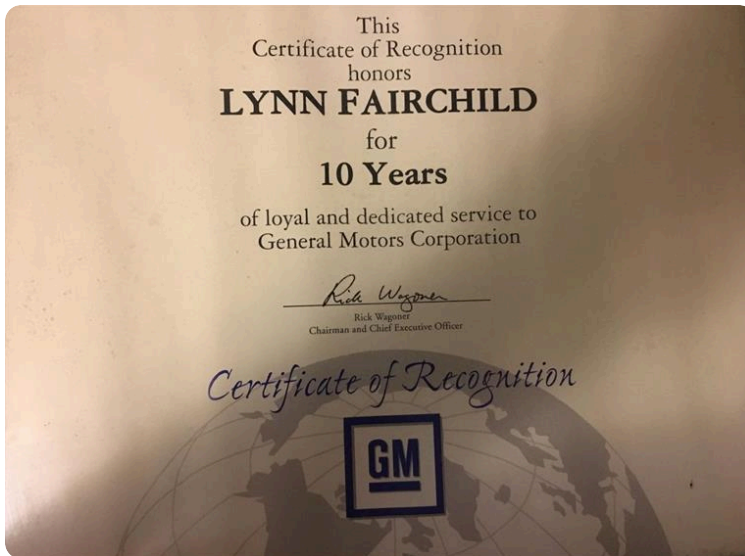 This
Certificate of Recognition
honors
LYNN FAIRCHILD
for
10 Years
of loyal and dedicated service to
General Motors Corporation
Rick Wagoner
Rick Wagoner
Chairman and Chief Executive Officer
Certificate of Recognition
GM